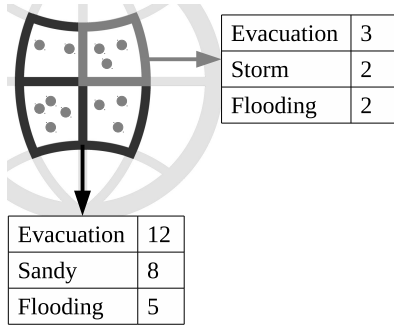 Evacuation 3
Storm 2
Flooding 2
Evacuation 12
Sandy 8
Flooding 5